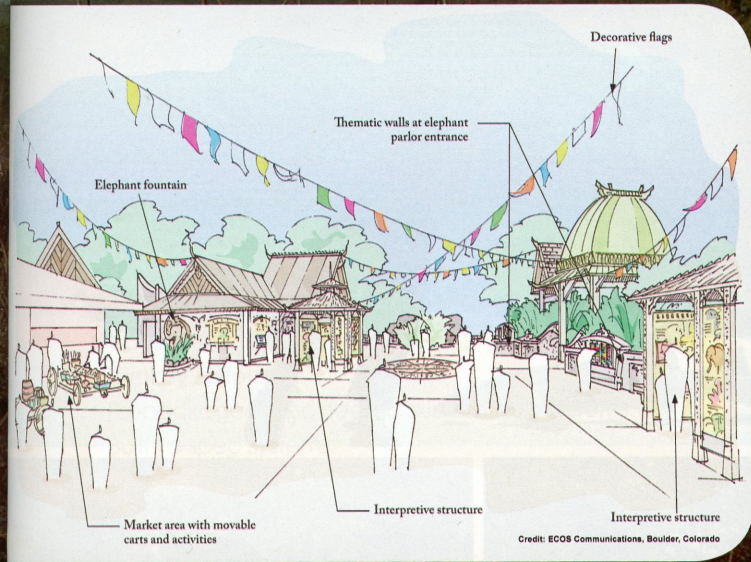 Decorative flags
Thematic walls at elephant
parlor entrance
Elephant fountain
Interpretive structure
Market area with movable
carts and activities
Interpretive structure
Credit: ECOS Communications, Boulder, Colorado